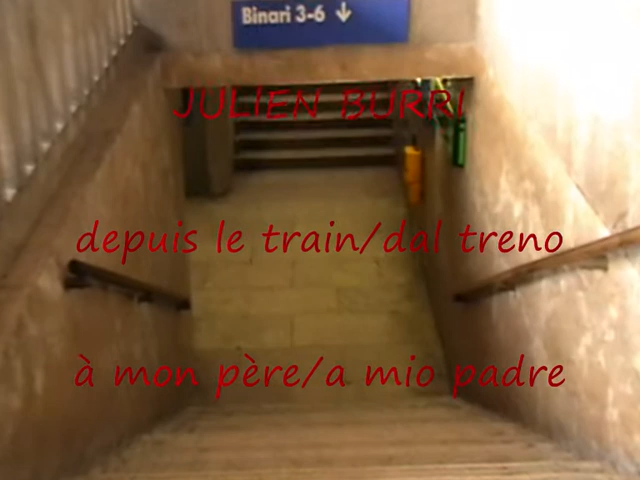 Binari 3-6 ↓
JULIEN BURRI
depuis le train/dal treno
à mon père/a mio padre